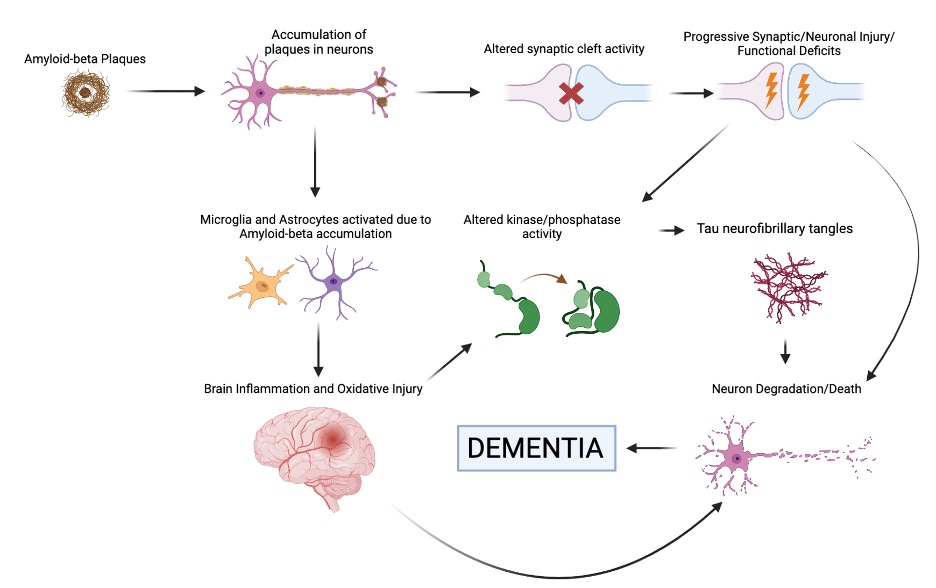 Amyloid-beta Plaques
Accumulation of
plaques in neurons
Altered synaptic cleft activity
Progressive Synaptic/Neuronal Injury/
Functional Deficits
Microglia and Astrocytes activated due to
Amyloid-beta accumulation
Altered kinase/phosphatase
activity
Tau neurofibrillary tangles
Brain Inflammation and Oxidative Injury
Neuron Degradation/Death
DEMENTIA